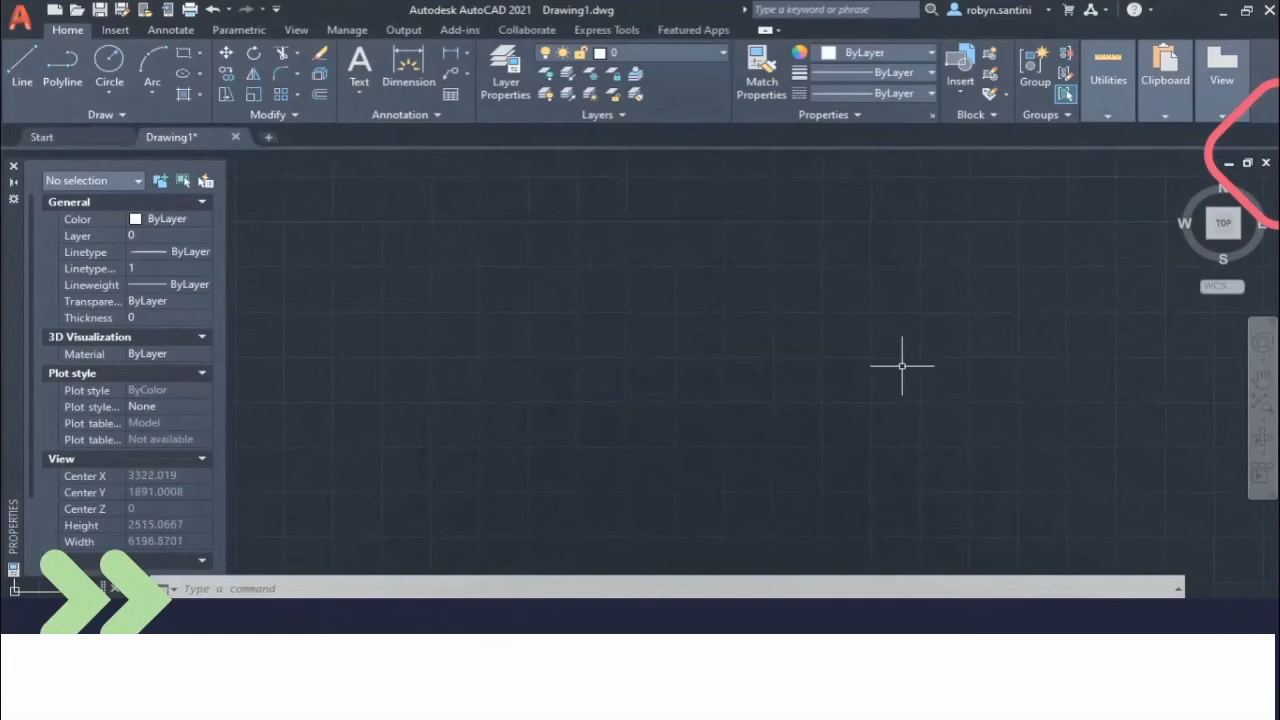 Autodesk AutoCAD 2021 Drawing1.dwg
Type a keyword or phrase
robyn.santini
Home Insert Annotate Parametric View Manage Output Add-ins Collaborate Express Tools Featured Apps
0
ByLayer
ByLayer
ByLayer
Line Polyline Circle Arc
Text Dimension
Layer Properties
Match Properties
Insert
Group
Utilities
Clipboard
View
Draw Modify Annotation Layers Properties Block Groups
Start Drawing1*
No selection
General
Color ByLayer
Layer 0
Linetype ByLayer
Linetype... 1
Lineweight ByLayer
Transpare... ByLayer
Thickness 0
3D Visualization
Material ByLayer
Plot style
Plot style ByColor
Plot style... None
Plot table... Model
Plot table... Not available
View
Center X 3322.019
Center Y 1891.0008
Center Z 0
Height 2515.0667
Width 6196.8701
PROPERTIES
N
W TOP E
S
WCS
Type a command